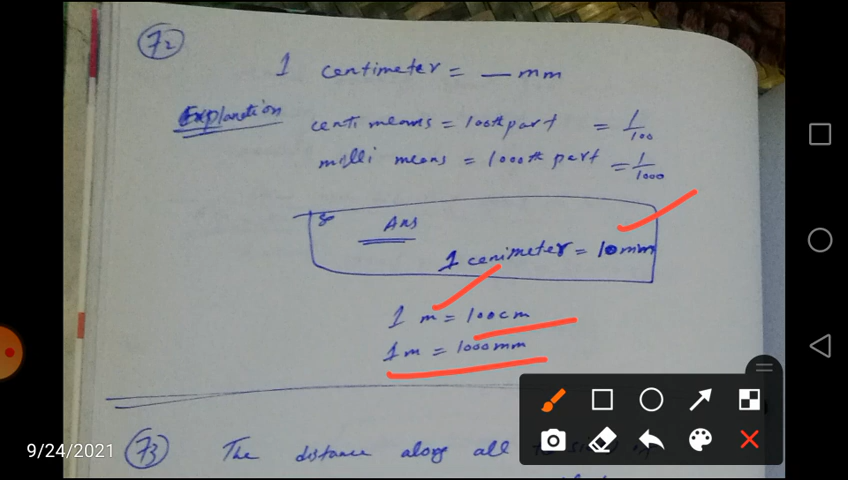 72
1 centimeter = __ mm
Explanation
centi means = 100th part = 1/100
milli means = 1000th part = 1/1000
Ans
1 cenimeter = 10mm
1 m = 100cm
1m = 1000mm
73 The distance along all
9/24/2021